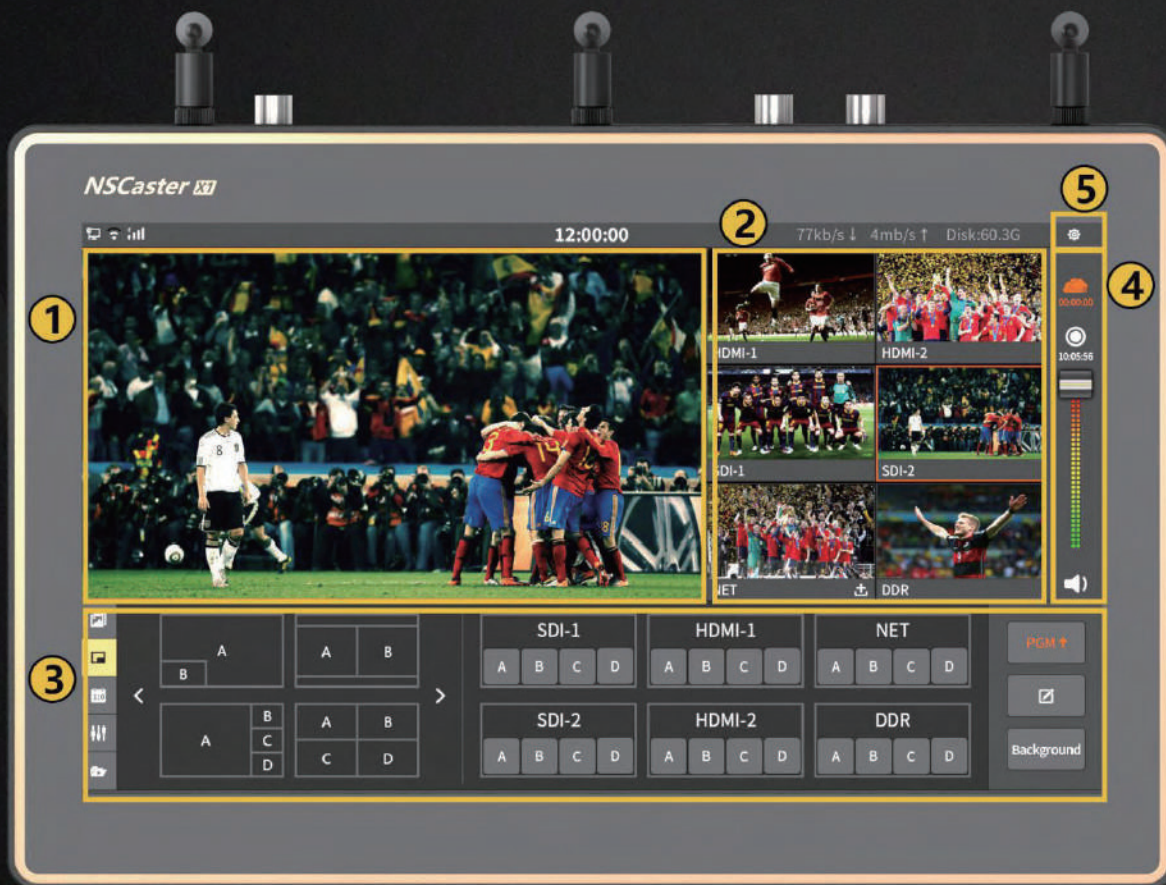 NSCaster X1
5
12:00:00
2
77kb/s ↓ 4mb/s ↑ Disk:60.3G
1
4
00:00:00
HDMI-1
HDMI-2
10:05:56
SDI-1
SDI-2
NET
DDR
3
A
B
A B
SDI-1
HDMI-1
NET
PGM ↑
A B C D
A B C D
A B C D
A
B
C
D
A B
C D
SDI-2
HDMI-2
DDR
Background
A B C D
A B C D
A B C D